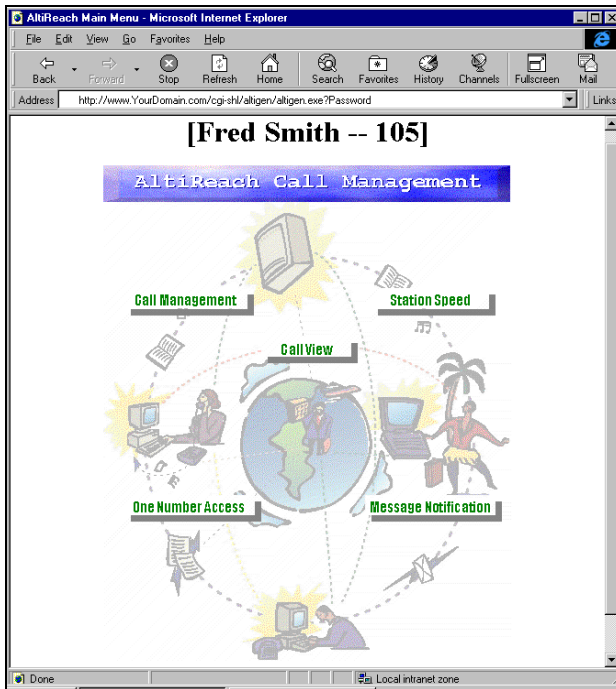 AltiReach Main Menu - Microsoft Internet Explorer
File Edit View Go Favorites Help
Back Forward Stop Refresh Home Search Favorites History Channels Fullscreen Mail
Address http://www.YourDomain.com/cgi-shl/altigen/altigen.exe?Password Links
[Fred Smith -- 105]
AltiReach Call Management
Call Management Station Speed
Call View
One Number Access Message Notification
Done Local intranet zone